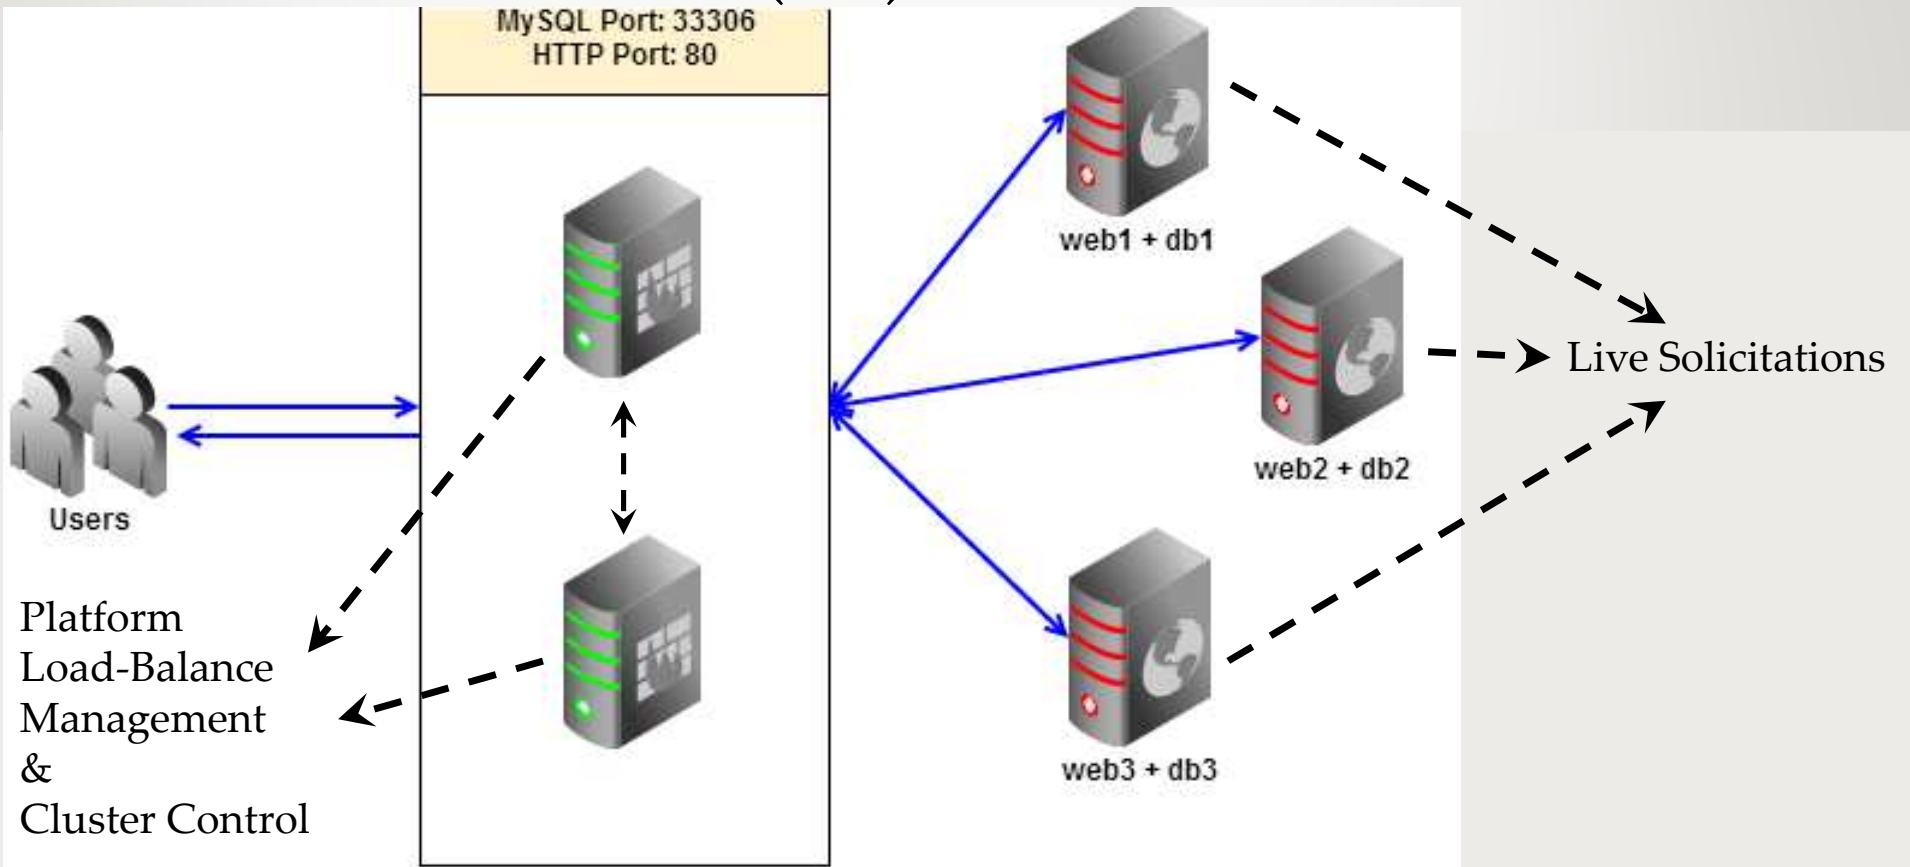 MySQL Port: 33306
HTTP Port: 80
web1 + db1
web2 + db2
Live Solicitations
Users
web3 + db3
Platform
Load-Balance
Management
&
Cluster Control